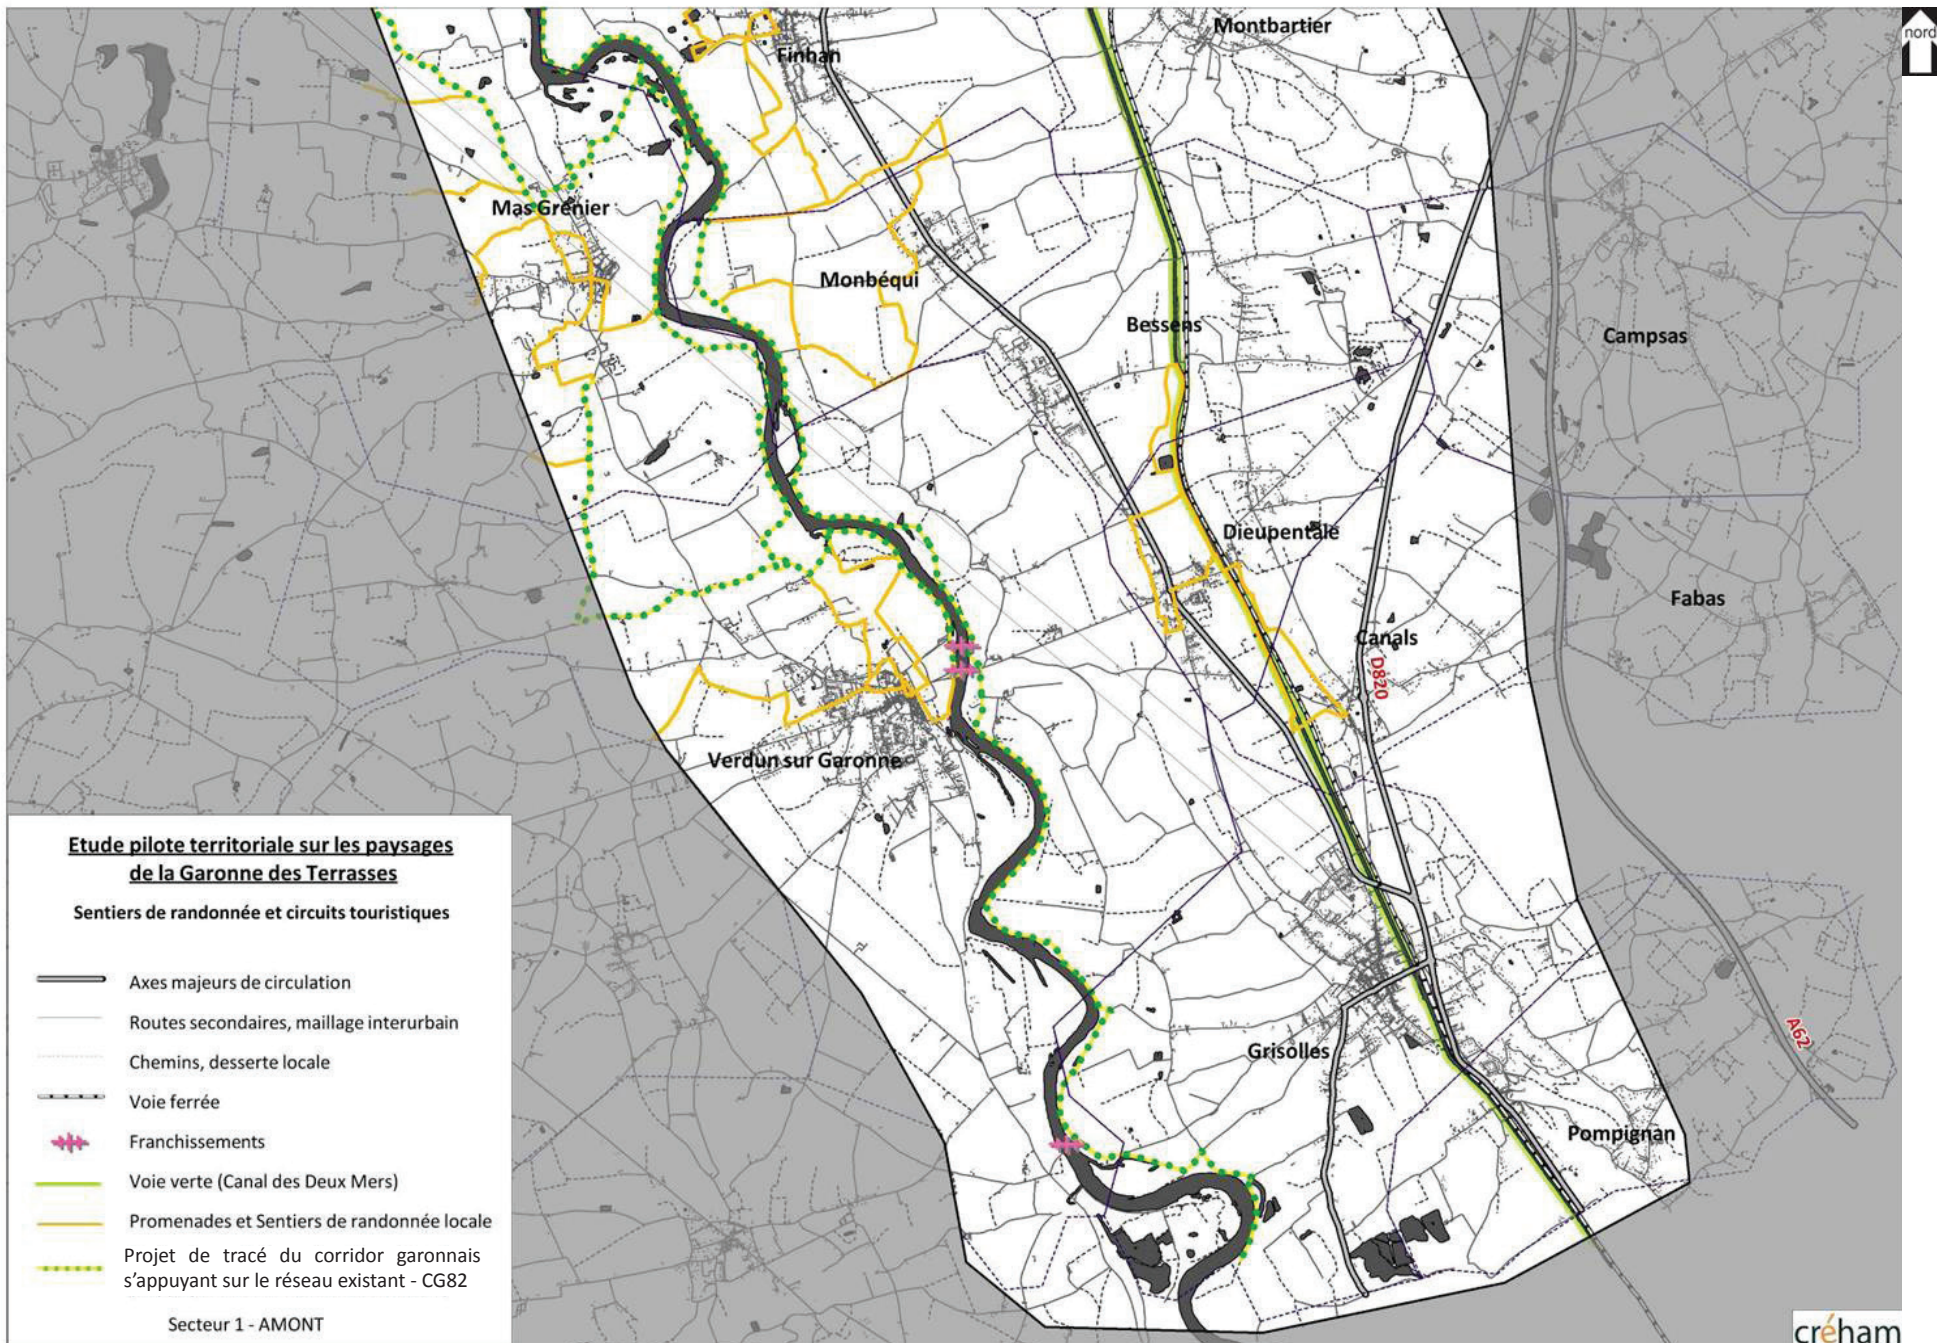 nord
Montbartier
Finhan
Mas Grenier
Monbéqui
Bessens
Campsas
Dieupentale
Fabas
Canals
D820
Verdun sur Garonne
Grisolles
A62
Pompignan
Etude pilote territoriale sur les paysages
de la Garonne des Terrasses
Sentiers de randonnée et circuits touristiques
Axes majeurs de circulation
Routes secondaires, maillage interurbain
Chemins, desserte locale
Voie ferrée
Franchissements
Voie verte (Canal des Deux Mers)
Promenades et Sentiers de randonnée locale
Projet de tracé du corridor garonnais
s'appuyant sur le réseau existant - CG82
Secteur 1 - AMONT
créham